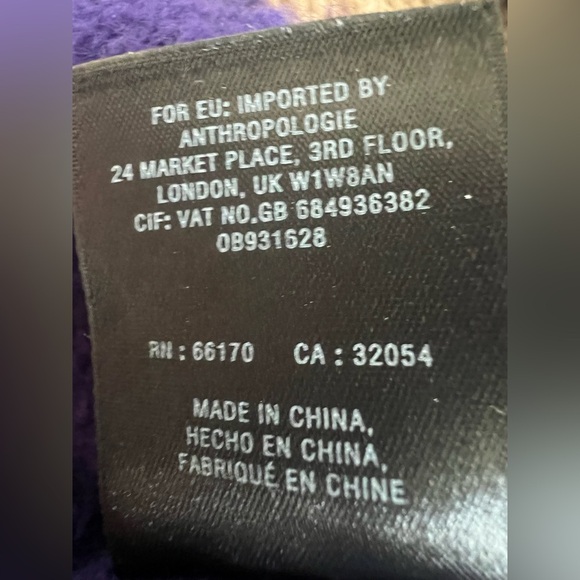 FOR EU: IMPORTED BY
ANTHROPOLOGIE
24 MARKET PLACE, 3RD FLOOR,
LONDON, UK W1W8AN
CIF: VAT NO.GB 684936382
0B931628
RN : 66170 CA : 32054
MADE IN CHINA,
HECHO EN CHINA,
FABRIQUÉ EN CHINE